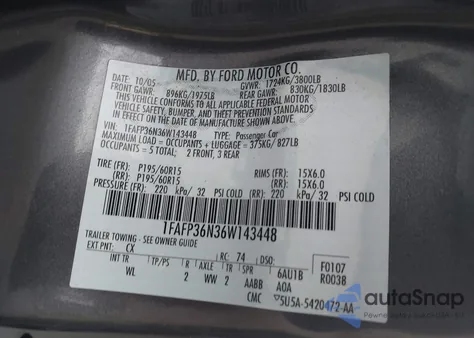 MFD. BY FORD MOTOR CO.
DATE: 10/05 GVWR: 1724KG/3800LB
FRONT GAWR: 896KG/1975LB REAR GAWR: 830KG/1830LB
THIS VEHICLE CONFORMS TO ALL APPLICABLE FEDERAL MOTOR VEHICLE
SAFETY, BUMPER, AND THEFT PREVENTION STANDARDS IN EFFECT ON THE DATE OF
MANUFACTURE SHOWN ABOVE.
VIN: 1FAFP36N36W143448 TYPE: Passenger Car
MAXIMUM LOAD = OCCUPANTS + LUGGAGE = 375KG/ 827LB
OCCUPANTS = 5 TOTAL: 2 FRONT, 3 REAR
TIRE (FR): P195/60R15 RIMS (FR): 15X6.0
(RR): P195/60R15 (RR): 15X6.0
PRESSURE (FR): 220 kPa/ 32 PSI COLD (RR) 220 kPa/ 32 PSI COLD
1FAFP36N36W143448
TRAILER TOWING - SEE OWNER GUIDE
EXT PNT: CX RC: 74 DSO: F0107
INT TR TP/PS R AXLE TR SPR 6AU1B R0038
WL 2 WW 2 AABB AOA
CMC 5U5A-5420472-AA
autoSnap